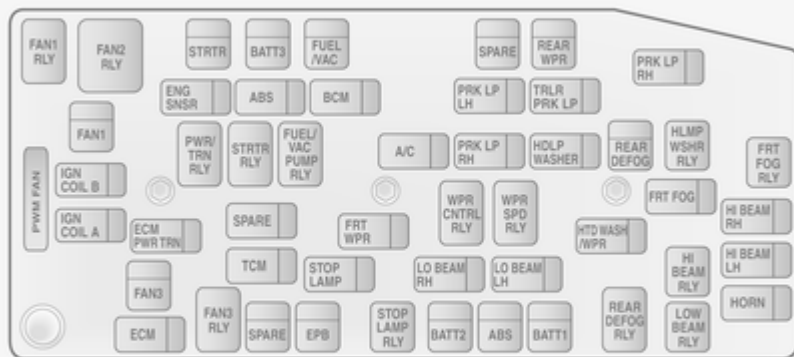 FAN1
RLY
FAN2
RLY
STRTR
BATT3
FUEL
/VAC
SPARE
REAR
WPR
PRK LP
RH
ENG
SNSR
ABS
BCM
PRK LP
LH
TRLR
PRK LP
FAN1
PWR/
TRN
RLY
STRTR
RLY
FUEL/
VAC
PUMP
RLY
A/C
PRK LP
RH
HDLP
WASHER
REAR
DEFOG
HLMP
WSHR
RLY
FRT
FOG
RLY
PWM FAN
IGN
COIL B
IGN
COIL A
ECM
PWR TRN
SPARE
FRT
WPR
WPR
CNTRL
RLY
WPR
SPD
RLY
HTD WASH
/WPR
FRT FOG
HI BEAM
RH
TCM
STOP
LAMP
LO BEAM
RH
LO BEAM
LH
HI
BEAM
RLY
HI BEAM
LH
FAN3
FAN3
RLY
HORN
ECM
SPARE
EPB
STOP
LAMP
RLY
BATT2
ABS
BATT1
REAR
DEFOG
RLY
LOW
BEAM
RLY